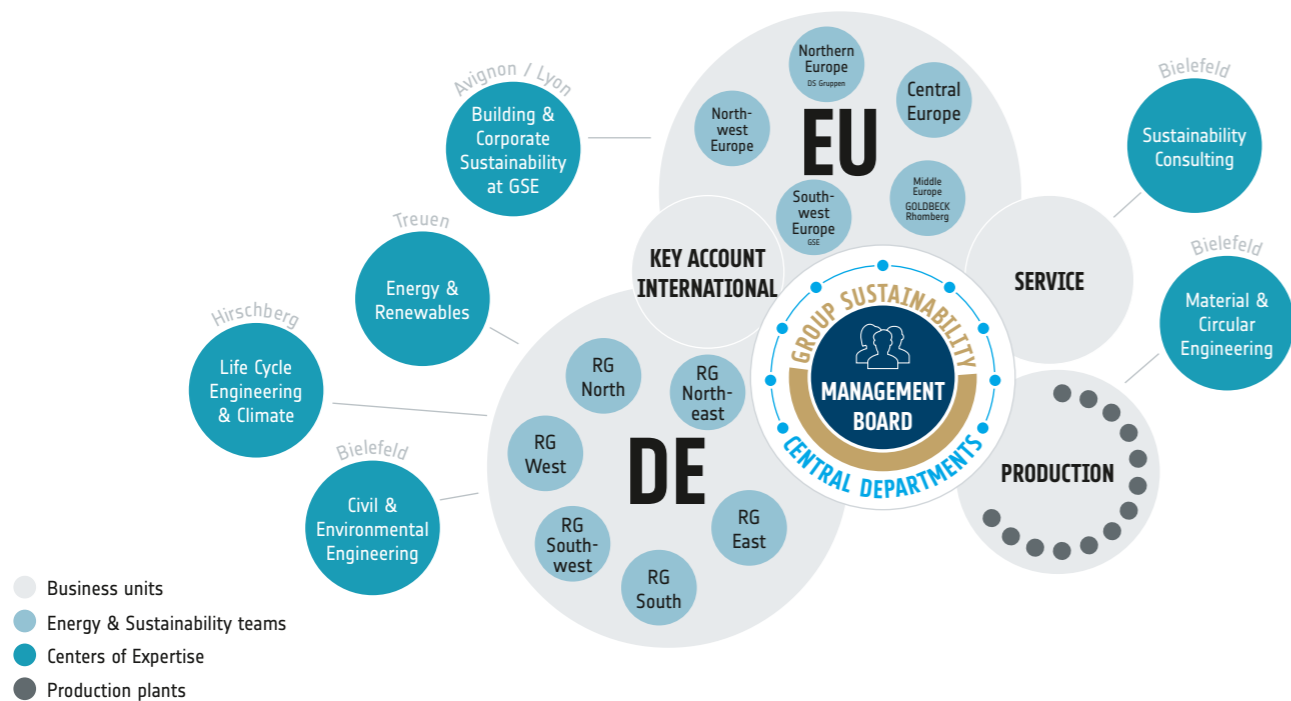 Avignon / Lyon
Building &
Corporate
Sustainability
at GSE
Treuen
Energy &
Renewables
Hirschberg
Life Cycle
Engineering
& Climate
Bielefeld
Civil &
Environmental
Engineering
Northern
Europe
DS Gruppen
Central
Europe
North-
west
Europe
EU
Middle
Europe
GOLDBECK
Rhomberg
South-
west
Europe
GSE
KEY ACCOUNT
INTERNATIONAL
Bielefeld
Sustainability
Consulting
SERVICE
Bielefeld
Material &
Circular
Engineering
GROUP SUSTAINABILITY
MANAGEMENT
BOARD
CENTRAL DEPARTMENTS
PRODUCTION
RG
North
RG
North-
east
RG
West
DE
RG
South-
west
RG
East
RG
South
Business units
Energy & Sustainability teams
Centers of Expertise
Production plants